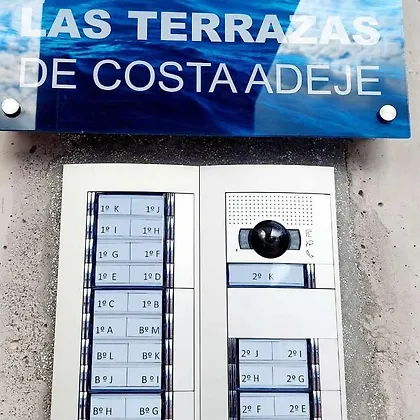 LAS TERRAZAS
DE COSTA ADEJE
1º K 1º J
1º I 1º H
1º G 1º F
1º E 1º D
1º C 1º B
1º A Bº M
Bº L Bº K
Bº J Bº I
Bº H Bº G
2º K
2º J 2º I
2º H 2º G
2º F 2º E